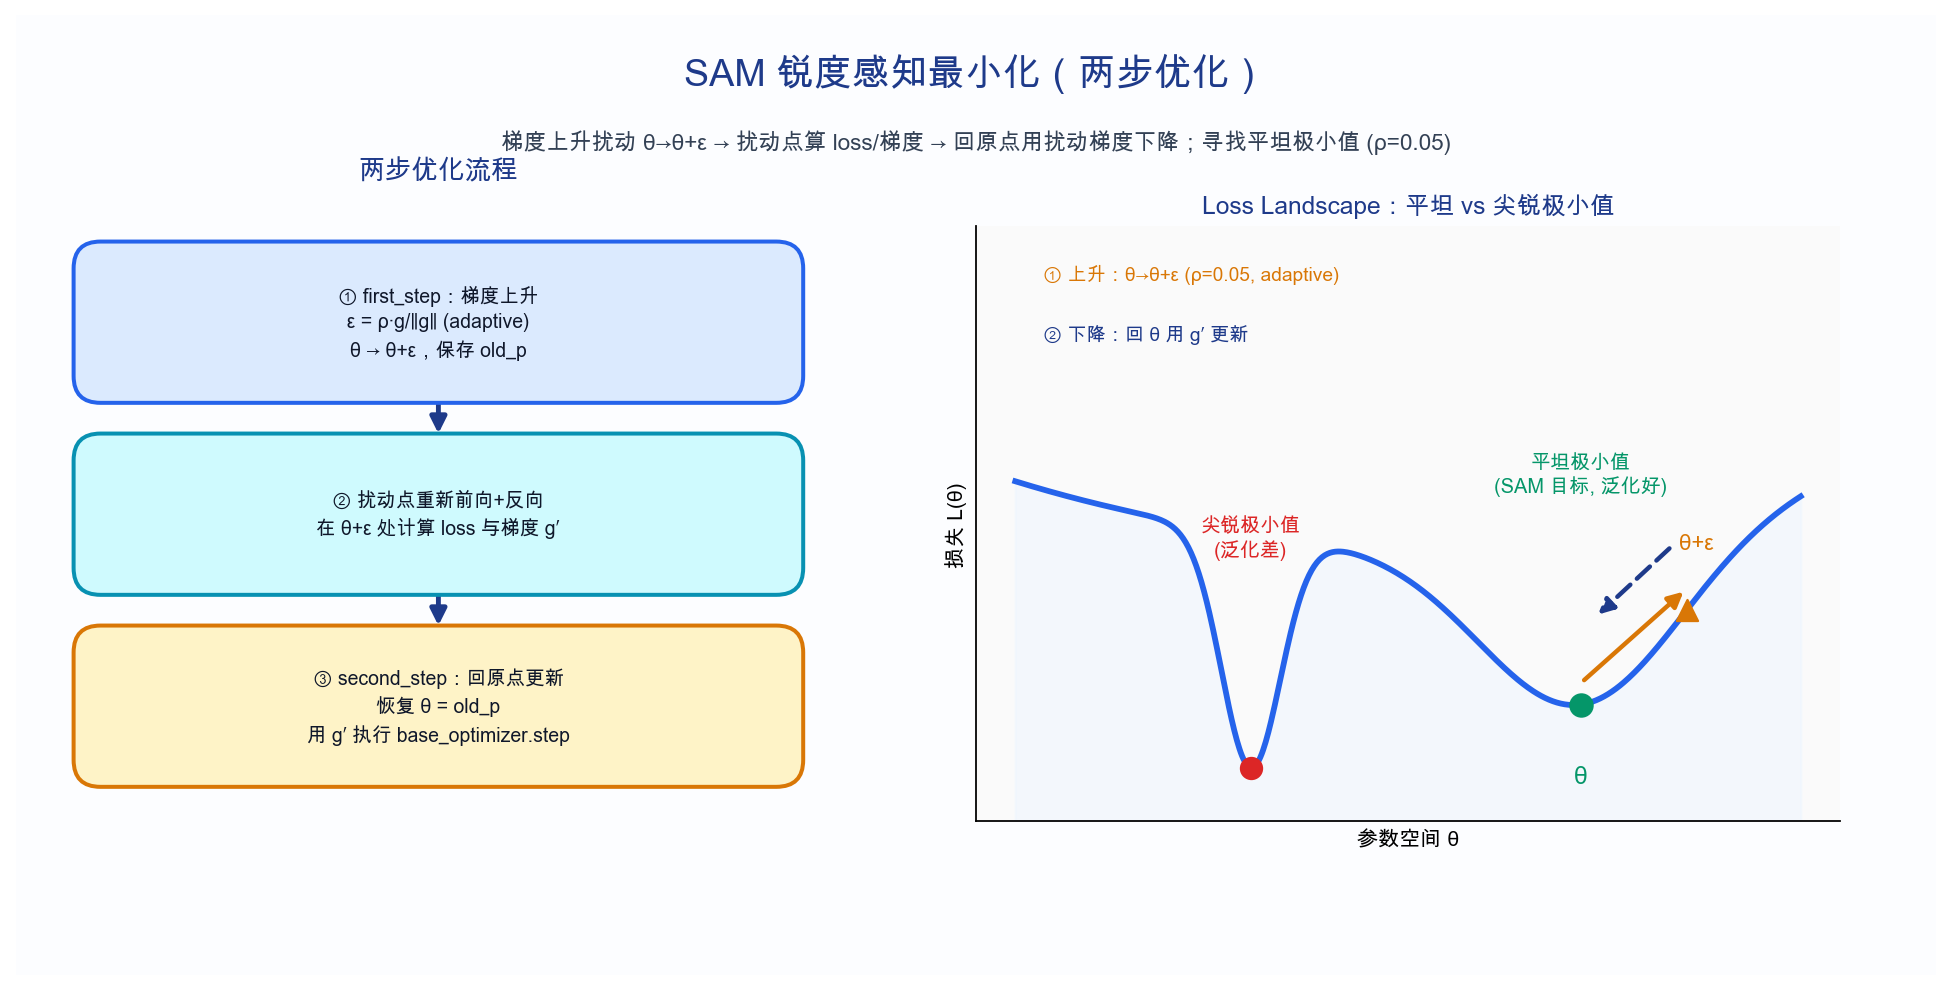 SAM 锐度感知最小化（两步优化）
梯度上升扰动 θ→θ+ε → 扰动点算 loss/梯度 → 回原点用扰动梯度下降；寻找平坦极小值 (ρ=0.05)
两步优化流程
① first_step：梯度上升
ε = ρ·g/‖g‖ (adaptive)
θ → θ+ε，保存 old_p
② 扰动点重新前向+反向
在 θ+ε 处计算 loss 与梯度 g′
③ second_step：回原点更新
恢复 θ = old_p
用 g′ 执行 base_optimizer.step
Loss Landscape：平坦 vs 尖锐极小值
① 上升：θ→θ+ε (ρ=0.05, adaptive)
② 下降：回 θ 用 g′ 更新
平坦极小值
(SAM 目标, 泛化好)
尖锐极小值
(泛化差)
θ+ε
θ
损失 L(θ)
参数空间 θ